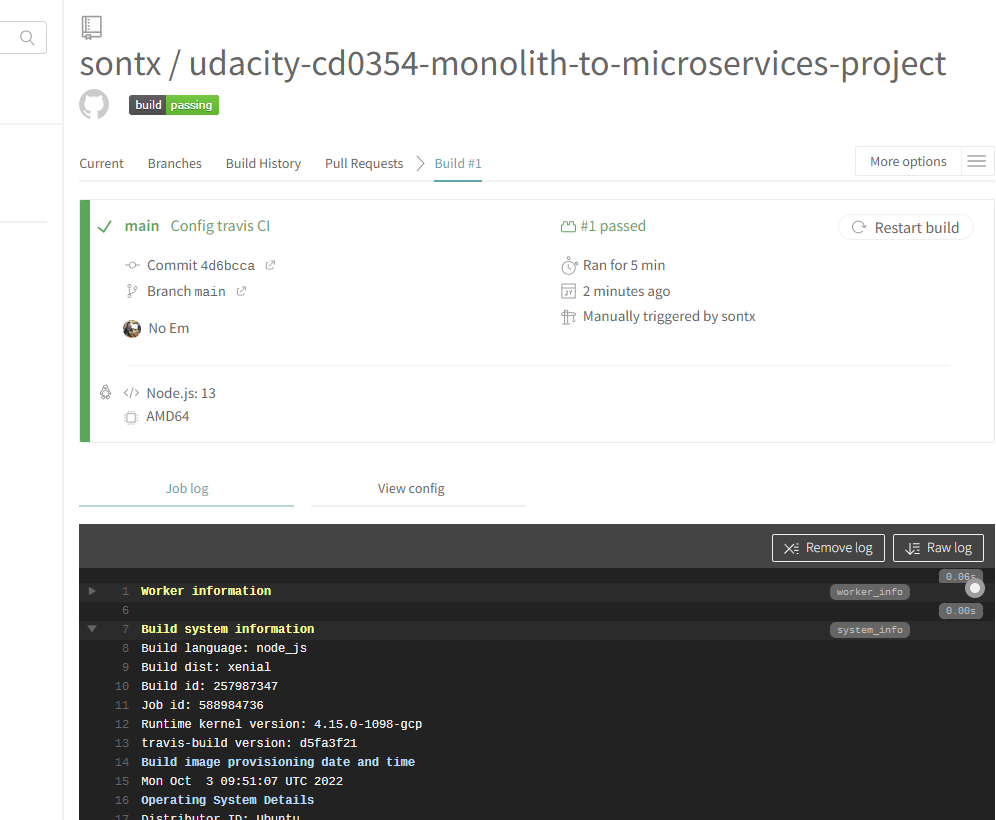 sontx / udacity-cd0354-monolith-to-microservices-project
build passing
Current Branches Build History Pull Requests Build #1 More options
main Config travis CI #1 passed Restart build
Commit 4d6bcca Ran for 5 min
Branch main 2 minutes ago
Manually triggered by sontx
No Em
Node.js: 13
AMD64
Job log View config
Remove log Raw log
0.06s
1 Worker information worker_info
6 0.00s
7 Build system information system_info
8 Build language: node_js
9 Build dist: xenial
10 Build id: 257987347
11 Job id: 588984736
12 Runtime kernel version: 4.15.0-1098-gcp
13 travis-build version: d5fa3f21
14 Build image provisioning date and time
15 Mon Oct  3 09:51:07 UTC 2022
16 Operating System Details
17 Distributor ID: Ubuntu